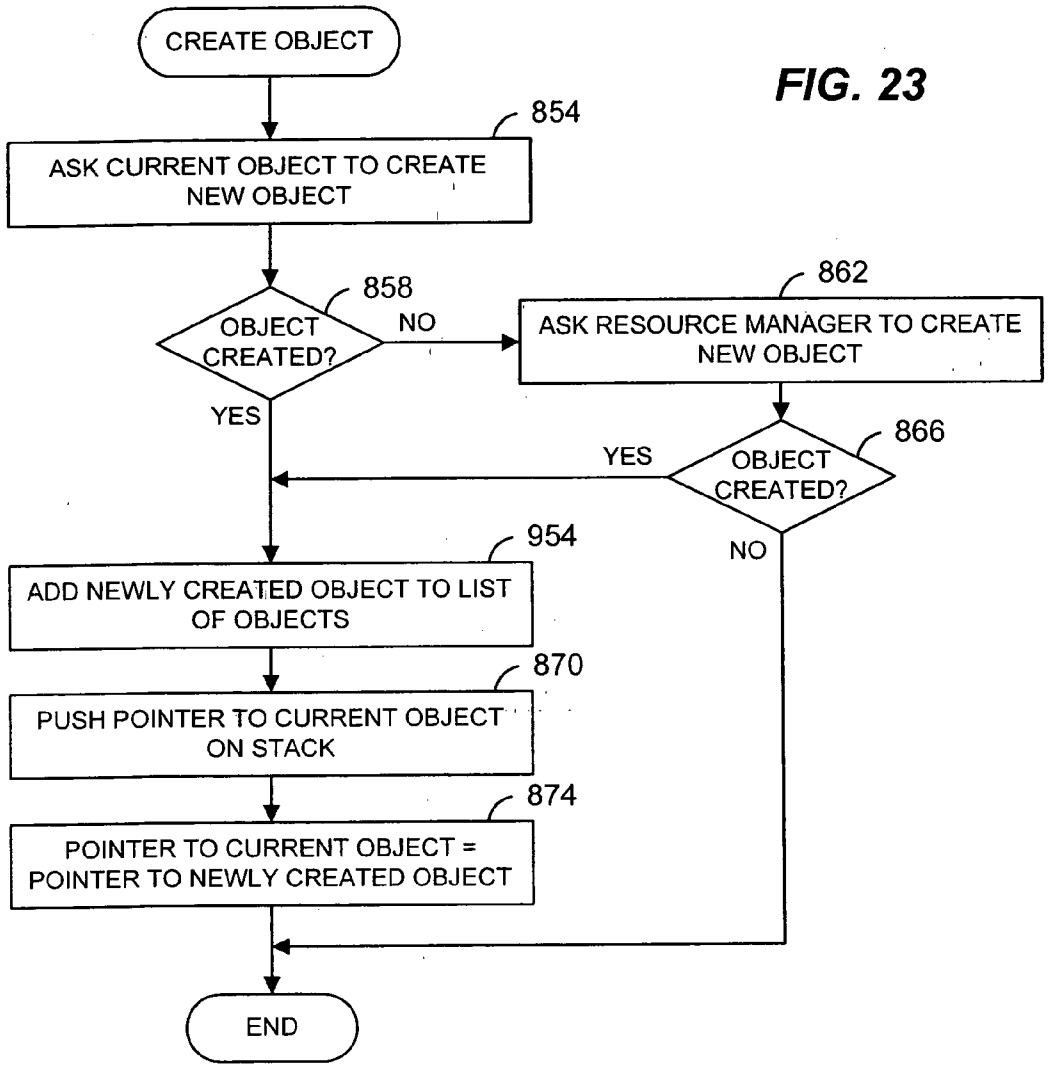 CREATE OBJECT
FIG. 23
854
ASK CURRENT OBJECT TO CREATE
NEW OBJECT
858
OBJECT
CREATED?
NO
YES
862
ASK RESOURCE MANAGER TO CREATE
NEW OBJECT
866
OBJECT
CREATED?
YES
NO
954
ADD NEWLY CREATED OBJECT TO LIST
OF OBJECTS
870
PUSH POINTER TO CURRENT OBJECT
ON STACK
874
POINTER TO CURRENT OBJECT =
POINTER TO NEWLY CREATED OBJECT
END